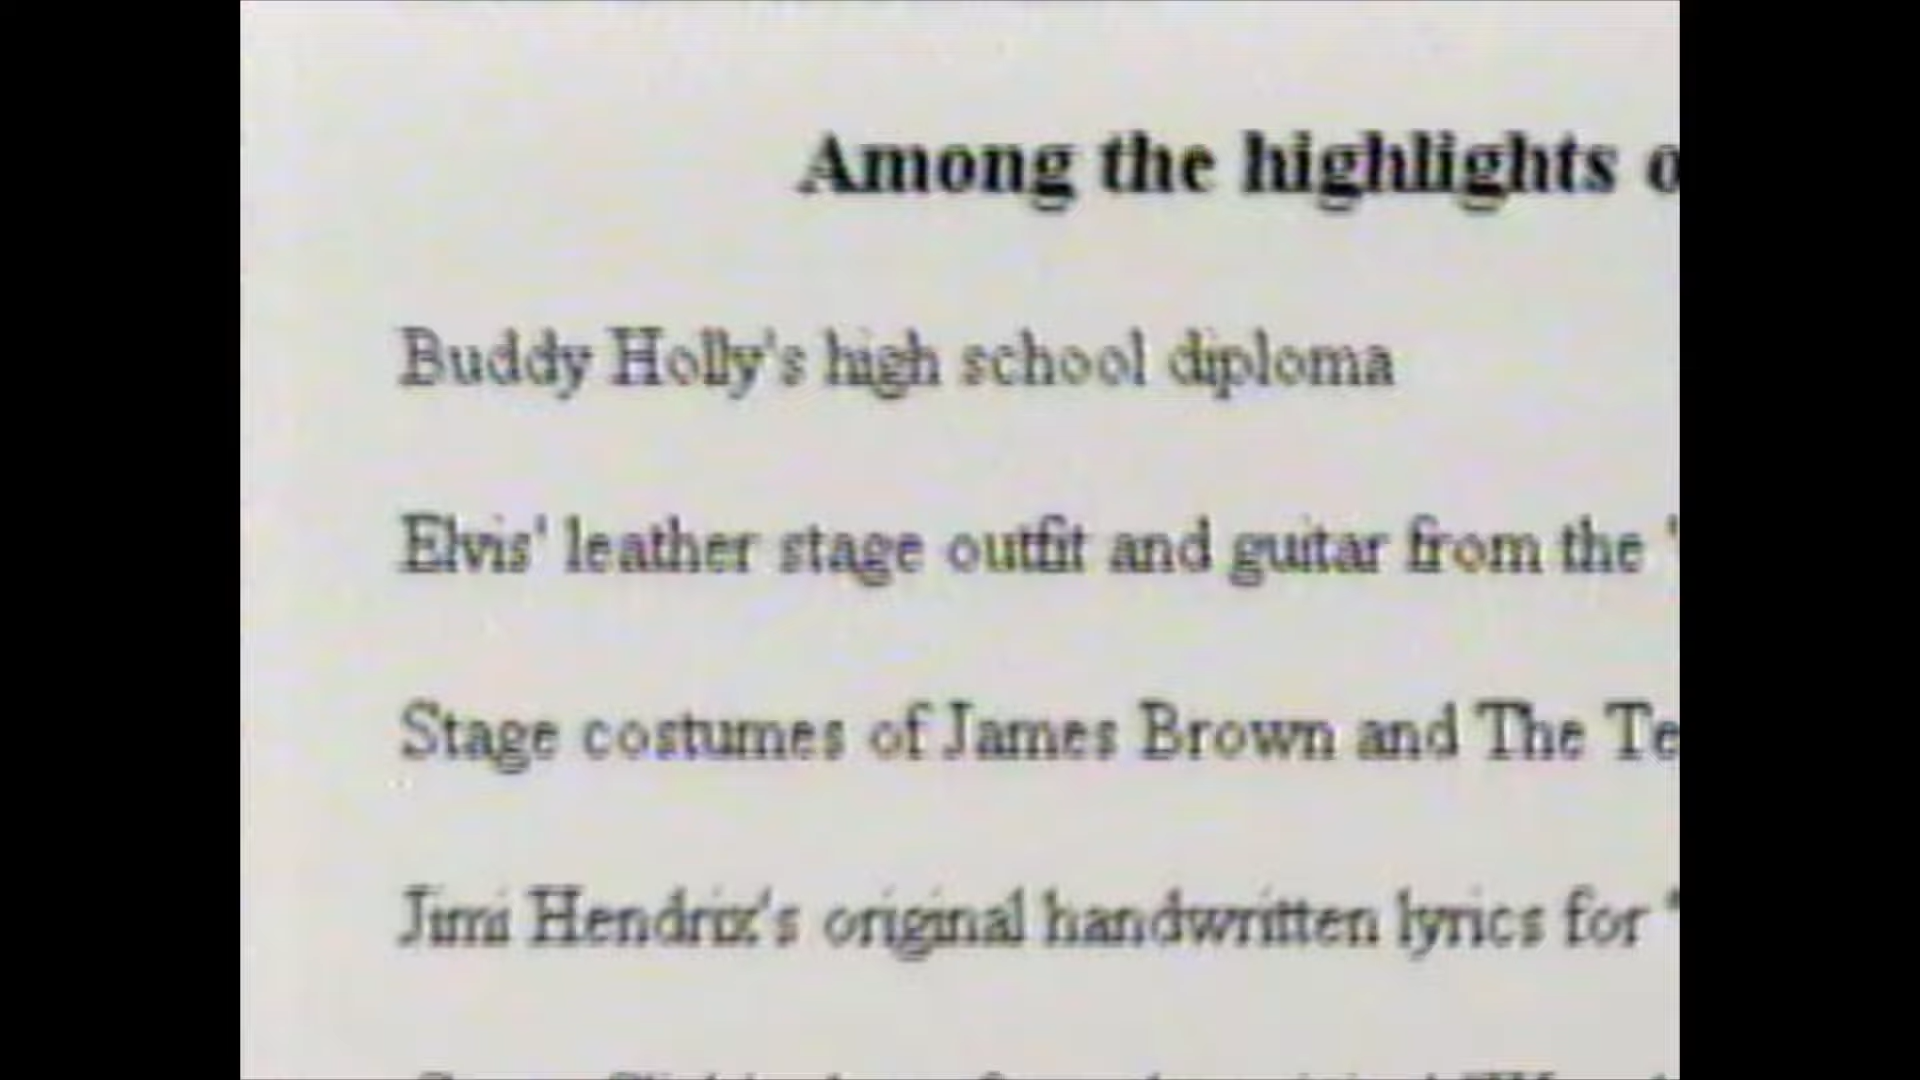 Among the highlights
Buddy Holly's high school diploma
Elvis' leather stage outfit and guitar from the "
Stage costumes of James Brown and The Te
Jimi Hendrix's original handwritten lyrics for "